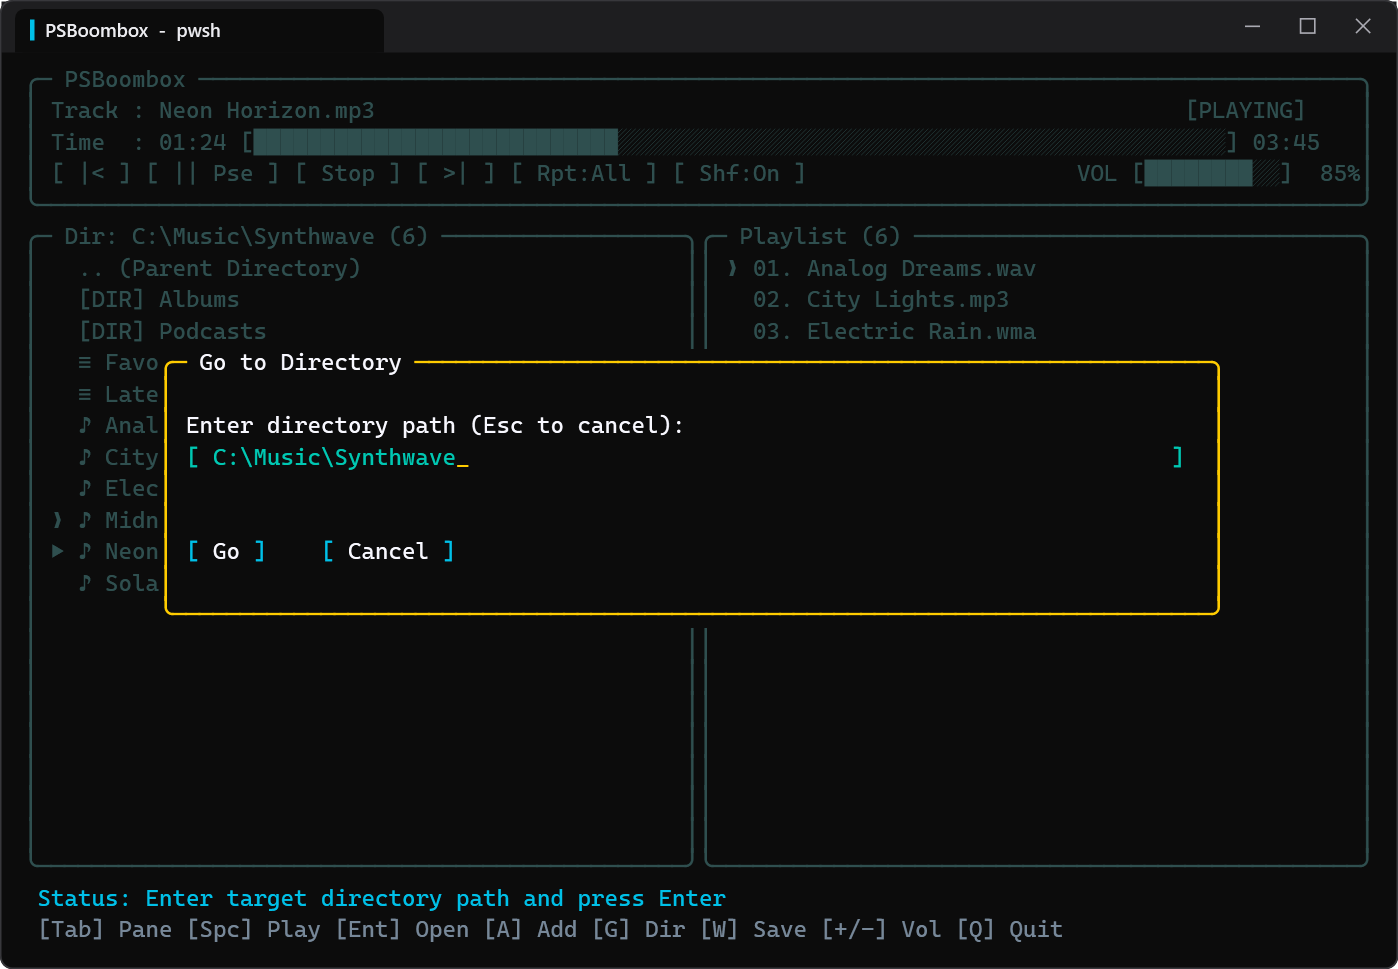 PSBoombox - pwsh
PSBoombox
Track : Neon Horizon.mp3 [PLAYING]
Time : 01:24 [ ] 03:45
[ |< ] [ || Pse ] [ Stop ] [ >| ] [ Rpt:All ] [ Shf:On ] VOL [ ] 85%
Dir: C:\Music\Synthwave (6)
.. (Parent Directory)
[DIR] Albums
[DIR] Podcasts
≡ Favo
≡ Late
♪ Anal
♪ City
♪ Elec
❫ ♪ Midn
▶ ♪ Neon
♪ Sola
Playlist (6)
❫ 01. Analog Dreams.wav
02. City Lights.mp3
03. Electric Rain.wma
Go to Directory
Enter directory path (Esc to cancel):
[ C:\Music\Synthwave_ ]
[ Go ] [ Cancel ]
Status: Enter target directory path and press Enter
[Tab] Pane [Spc] Play [Ent] Open [A] Add [G] Dir [W] Save [+/-] Vol [Q] Quit